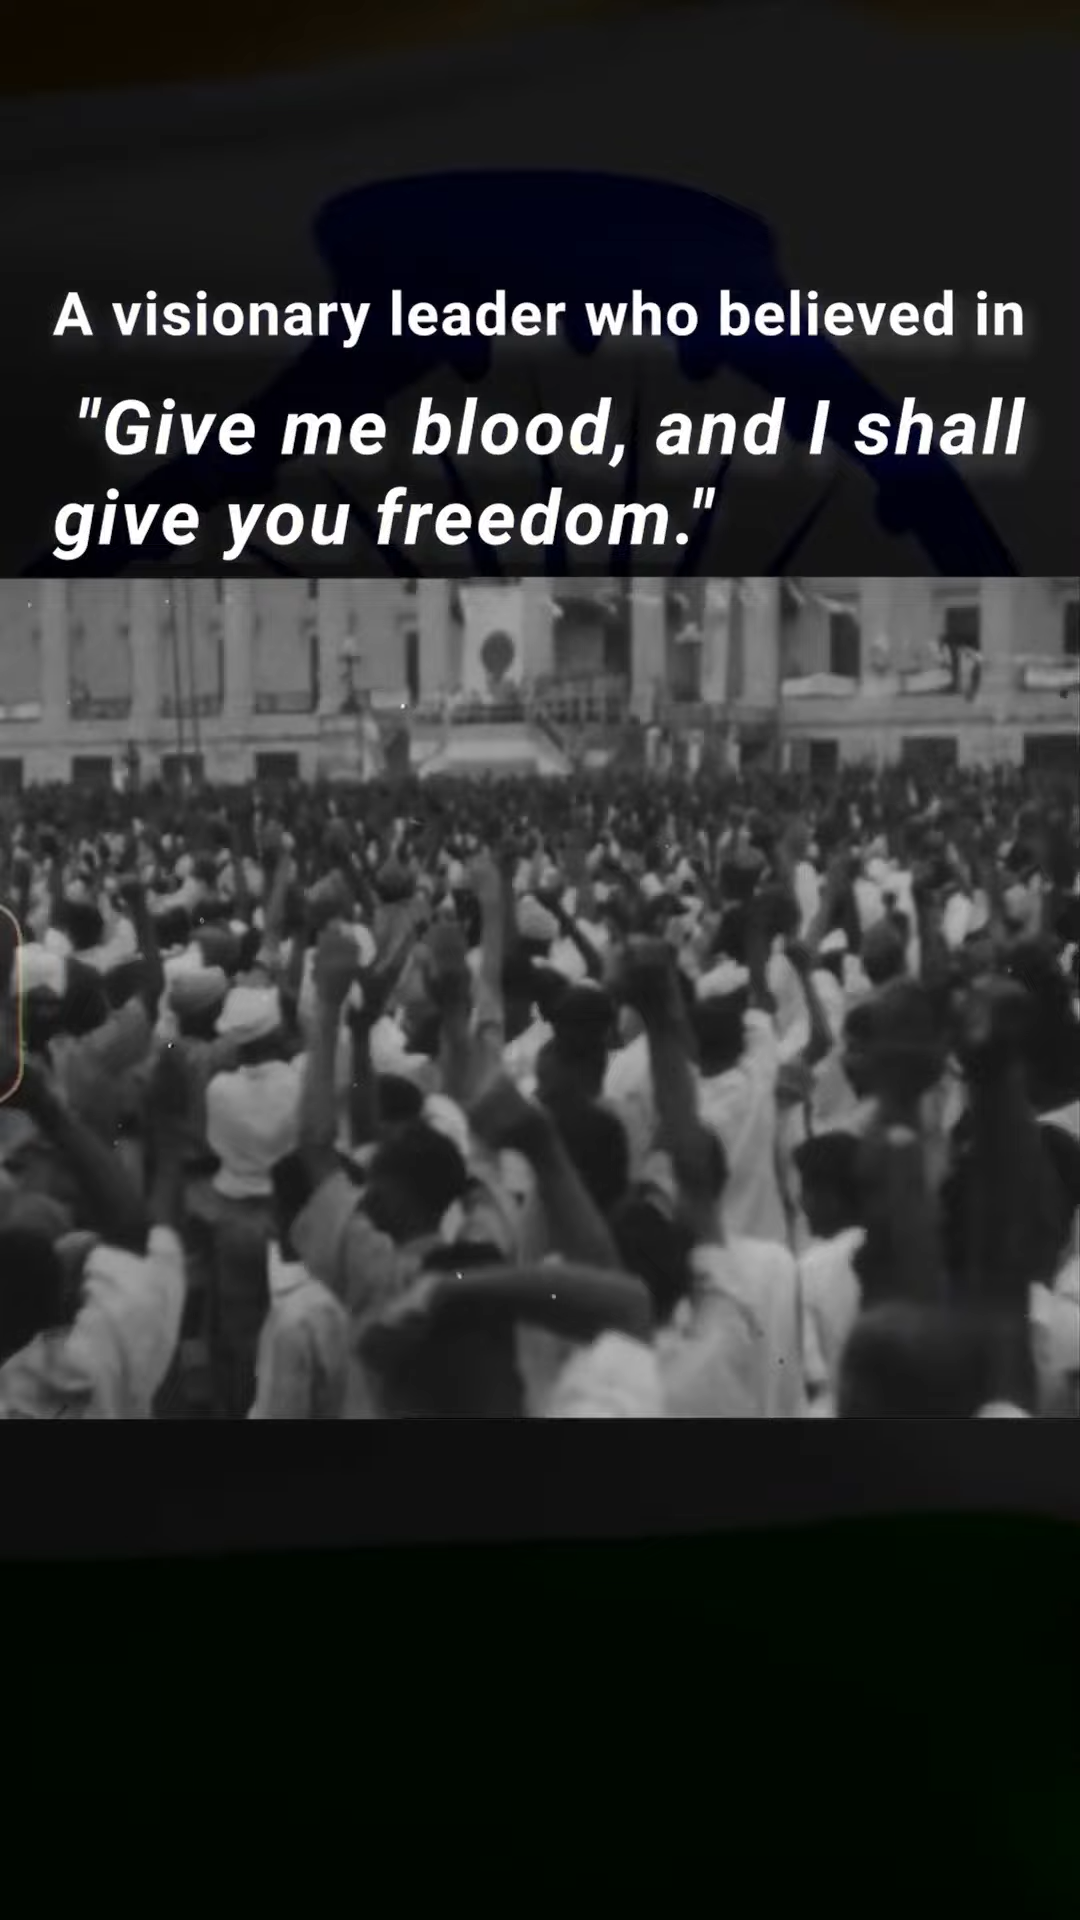 A visionary leader who believed in
"Give me blood, and I shall
give you freedom."